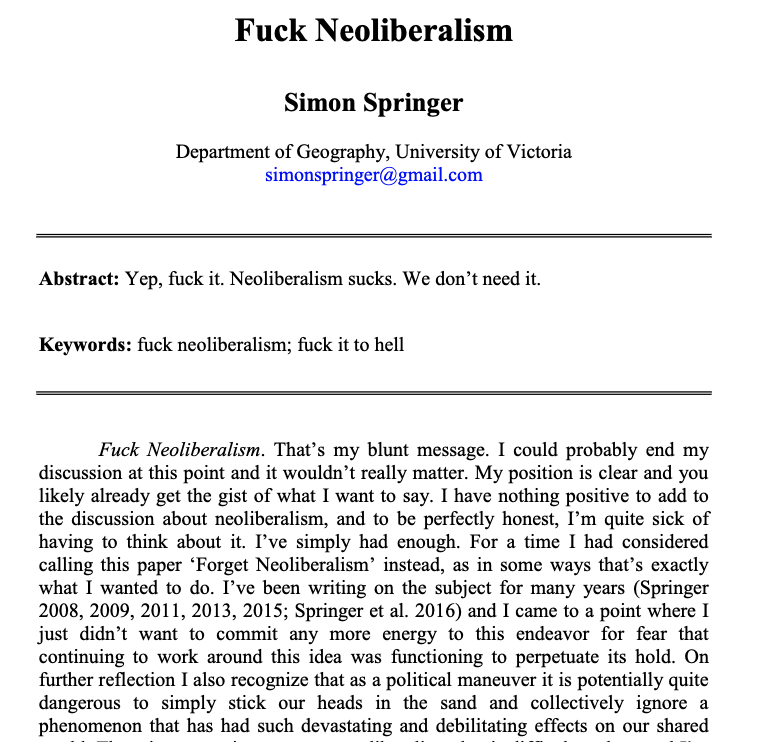 Fuck Neoliberalism
Simon Springer
Department of Geography, University of Victoria
simonspringer@gmail.com
Abstract: Yep, fuck it. Neoliberalism sucks. We don’t need it.
Keywords: fuck neoliberalism; fuck it to hell
Fuck Neoliberalism. That’s my blunt message. I could probably end my
discussion at this point and it wouldn’t really matter. My position is clear and you
likely already get the gist of what I want to say. I have nothing positive to add to
the discussion about neoliberalism, and to be perfectly honest, I’m quite sick of
having to think about it. I’ve simply had enough. For a time I had considered
calling this paper ‘Forget Neoliberalism’ instead, as in some ways that’s exactly
what I wanted to do. I’ve been writing on the subject for many years (Springer
2008, 2009, 2011, 2013, 2015; Springer et al. 2016) and I came to a point where I
just didn’t want to commit any more energy to this endeavor for fear that
continuing to work around this idea was functioning to perpetuate its hold. On
further reflection I also recognize that as a political maneuver it is potentially quite
dangerous to simply stick our heads in the sand and collectively ignore a
phenomenon that has had such devastating and debilitating effects on our shared